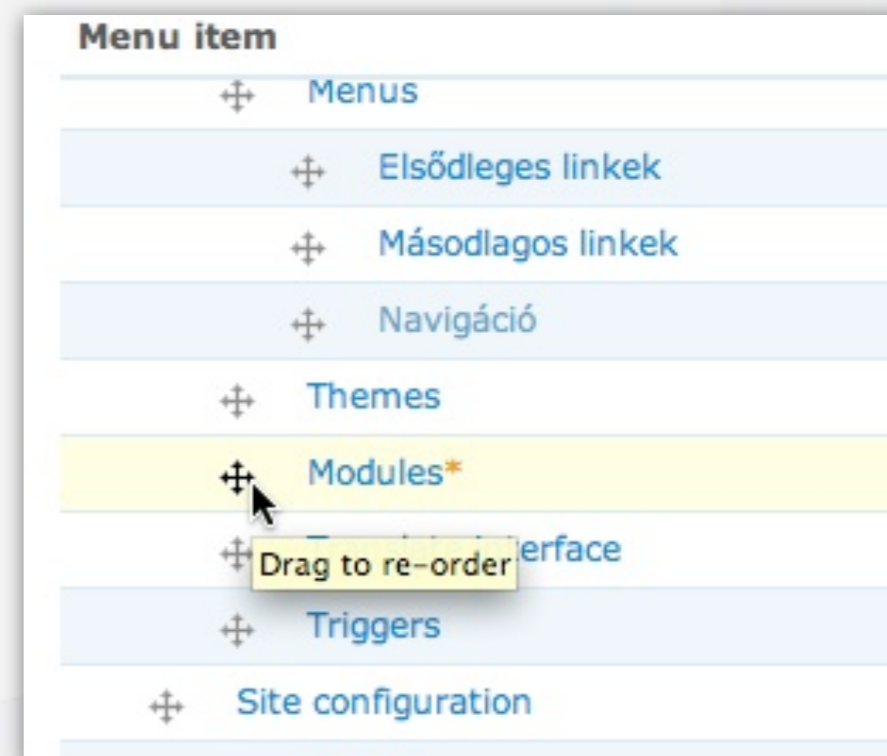 Menu item
Menus
Elsődleges linkek
Másodlagos linkek
Navigáció
Themes
Modules*
erface
Drag to re-order
Triggers
Site configuration